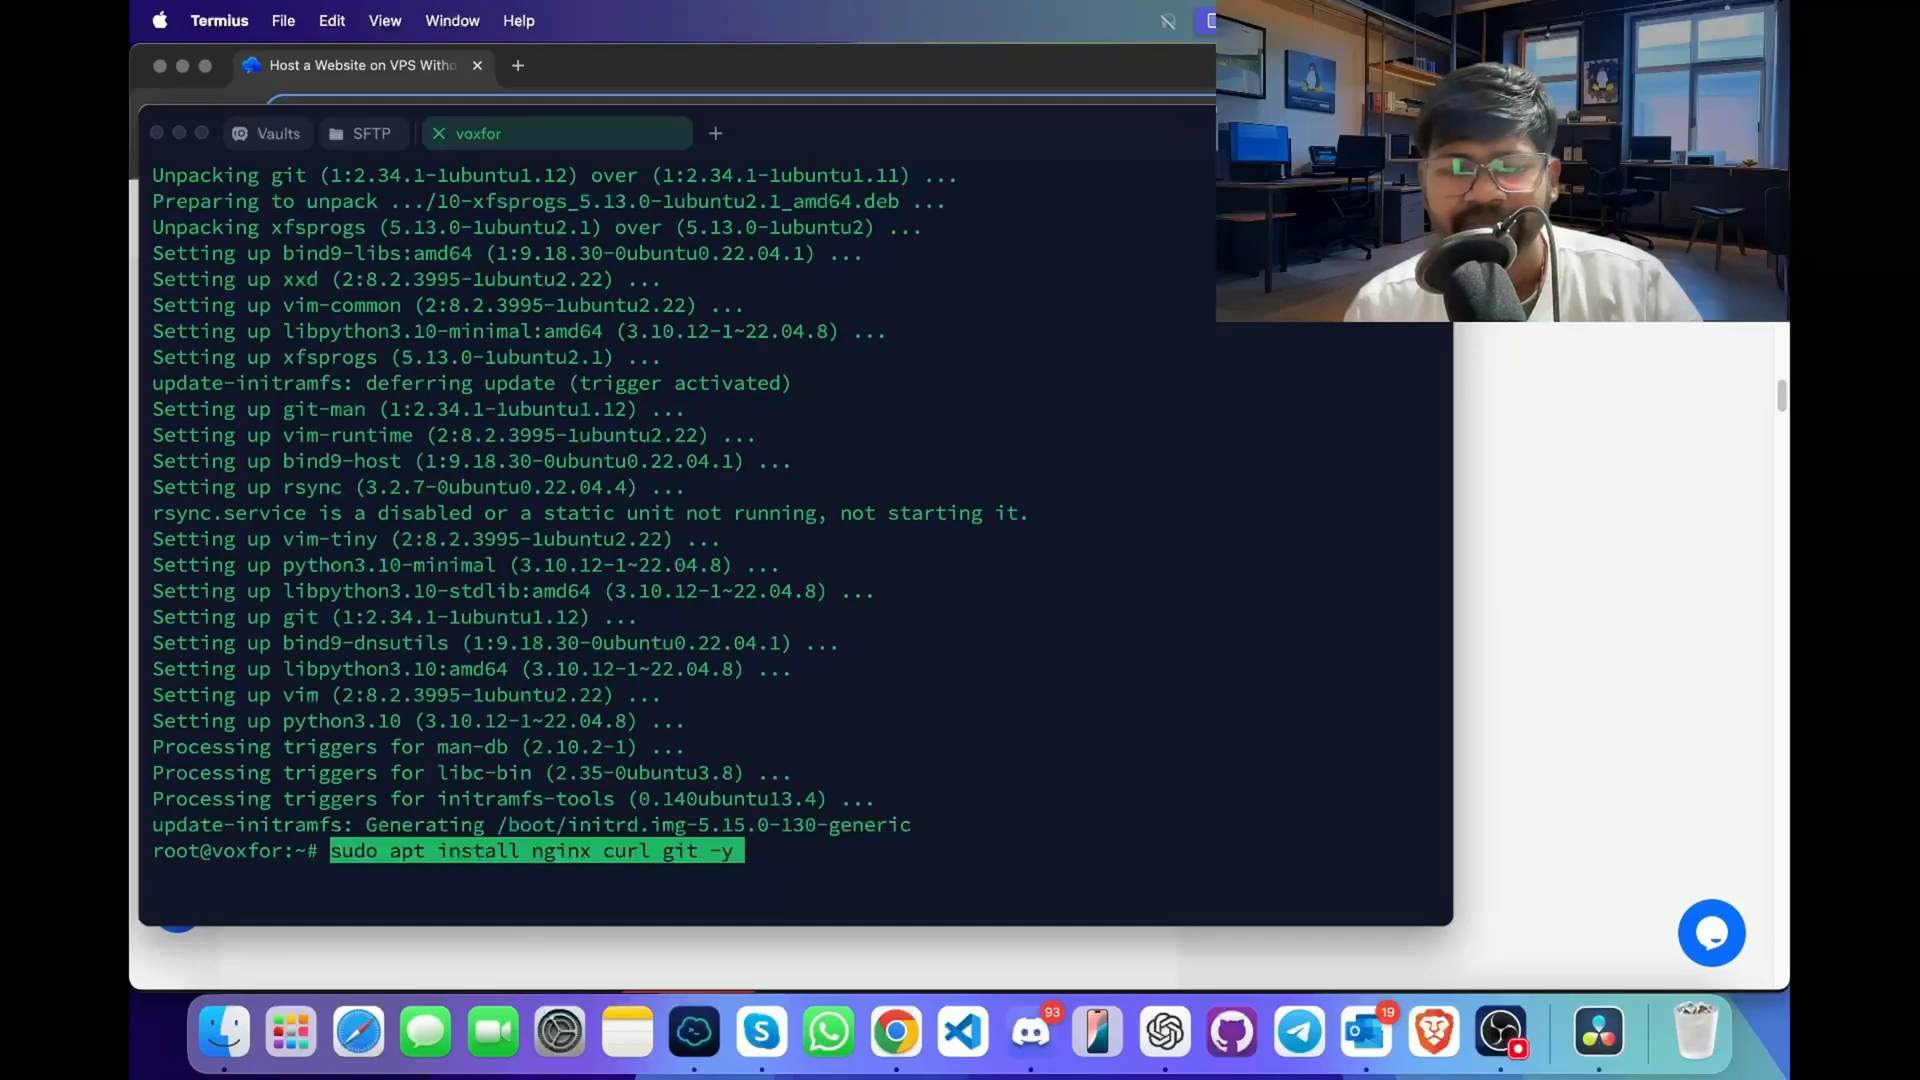 Termius File Edit View Window Help
Host a Website on VPS Witho
Vaults SFTP voxfor
Unpacking git (1:2.34.1-1ubuntu1.12) over (1:2.34.1-1ubuntu1.11) ...
Preparing to unpack .../10-xfsprogs_5.13.0-1ubuntu2.1_amd64.deb ...
Unpacking xfsprogs (5.13.0-1ubuntu2.1) over (5.13.0-1ubuntu2) ...
Setting up bind9-libs:amd64 (1:9.18.30-0ubuntu0.22.04.1) ...
Setting up xxd (2:8.2.3995-1ubuntu2.22) ...
Setting up vim-common (2:8.2.3995-1ubuntu2.22) ...
Setting up libpython3.10-minimal:amd64 (3.10.12-1~22.04.8) ...
Setting up xfsprogs (5.13.0-1ubuntu2.1) ...
update-initramfs: deferring update (trigger activated)
Setting up git-man (1:2.34.1-1ubuntu1.12) ...
Setting up vim-runtime (2:8.2.3995-1ubuntu2.22) ...
Setting up bind9-host (1:9.18.30-0ubuntu0.22.04.1) ...
Setting up rsync (3.2.7-0ubuntu0.22.04.4) ...
rsync.service is a disabled or a static unit not running, not starting it.
Setting up vim-tiny (2:8.2.3995-1ubuntu2.22) ...
Setting up python3.10-minimal (3.10.12-1~22.04.8) ...
Setting up libpython3.10-stdlib:amd64 (3.10.12-1~22.04.8) ...
Setting up git (1:2.34.1-1ubuntu1.12) ...
Setting up bind9-dnsutils (1:9.18.30-0ubuntu0.22.04.1) ...
Setting up libpython3.10:amd64 (3.10.12-1~22.04.8) ...
Setting up vim (2:8.2.3995-1ubuntu2.22) ...
Setting up python3.10 (3.10.12-1~22.04.8) ...
Processing triggers for man-db (2.10.2-1) ...
Processing triggers for libc-bin (2.35-0ubuntu3.8) ...
Processing triggers for initramfs-tools (0.140ubuntu13.4) ...
update-initramfs: Generating /boot/initrd.img-5.15.0-130-generic
root@voxfor:~# sudo apt install nginx curl git -y
93
19